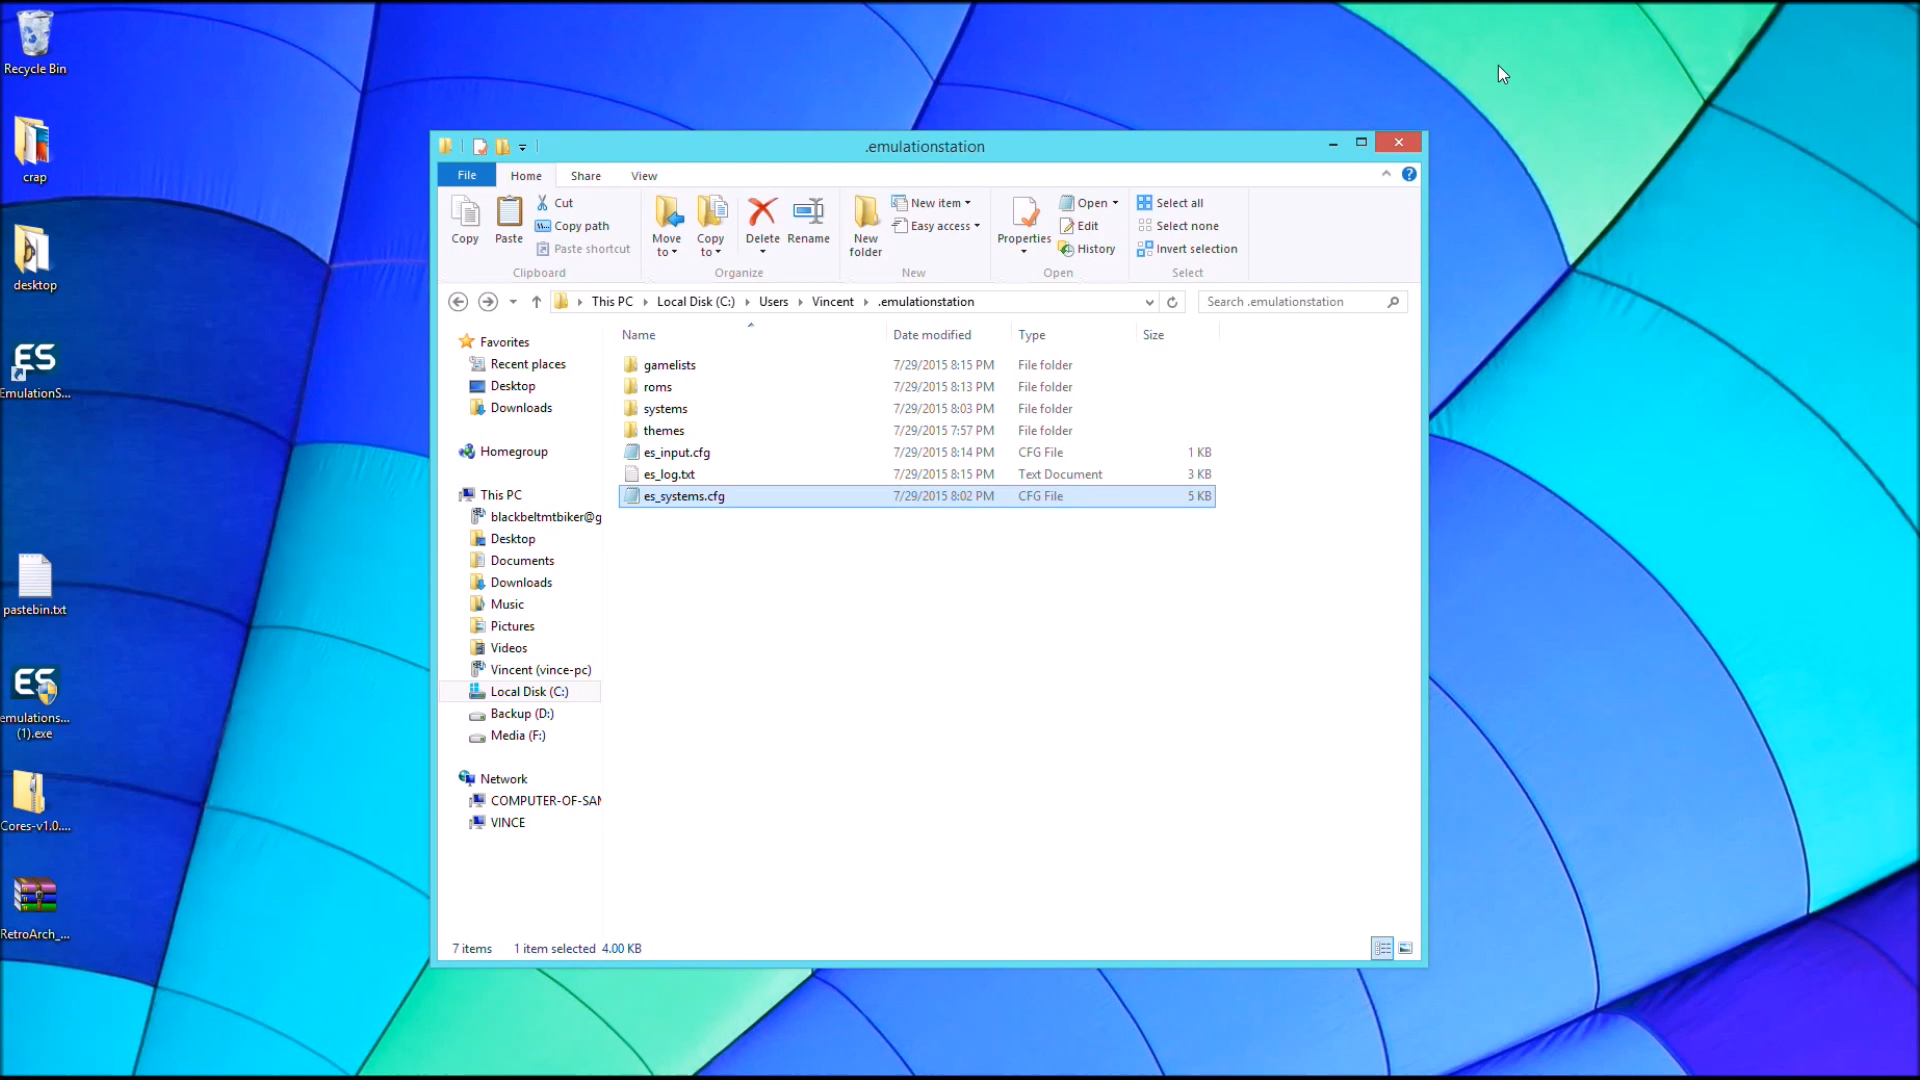 Recycle Bin
crap
desktop
ES
EmulationS...
pastebin.txt
ES
emulations...
(1).exe
Cores-v1.0....
RetroArch_...
.emulationstation
File
Home
Share
View
Copy
Paste
Cut
Copy path
Paste shortcut
Clipboard
Move to
Copy to
Delete
Rename
Organize
New folder
New item
Easy access
New
Properties
Open
Edit
History
Open
Select all
Select none
Invert selection
Select
This PC
Local Disk (C:)
Users
Vincent
.emulationstation
Search .emulationstation
Favorites
Recent places
Desktop
Downloads
Homegroup
This PC
blackbeltmtbiker@g
Desktop
Documents
Downloads
Music
Pictures
Videos
Vincent (vince-pc)
Local Disk (C:)
Backup (D:)
Media (F:)
Network
COMPUTER-OF-SAM
VINCE
Name Date modified Type Size
gamelists 7/29/2015 8:15 PM File folder
roms 7/29/2015 8:13 PM File folder
systems 7/29/2015 8:03 PM File folder
themes 7/29/2015 7:57 PM File folder
es_input.cfg 7/29/2015 8:14 PM CFG File 1 KB
es_log.txt 7/29/2015 8:15 PM Text Document 3 KB
es_systems.cfg 7/29/2015 8:02 PM CFG File 5 KB
7 items 1 item selected 4.00 KB